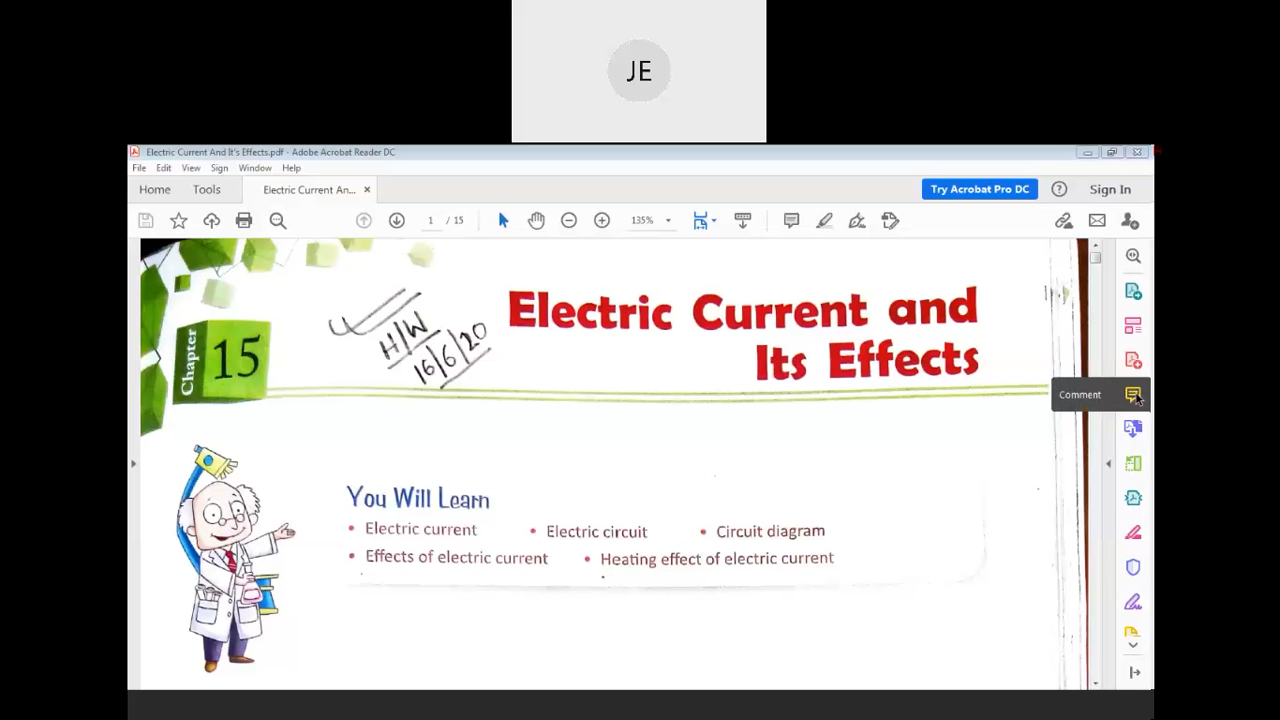 JE
Electric Current And It's Effects.pdf - Adobe Acrobat Reader DC
File Edit View Sign Window Help
Home Tools Electric Current An... Try Acrobat Pro DC Sign In
1 / 15 135%
Electric Current and
Its Effects
Chapter 15
H/W
16/6/20
Comment
You Will Learn
• Electric current • Electric circuit • Circuit diagram
• Effects of electric current • Heating effect of electric current